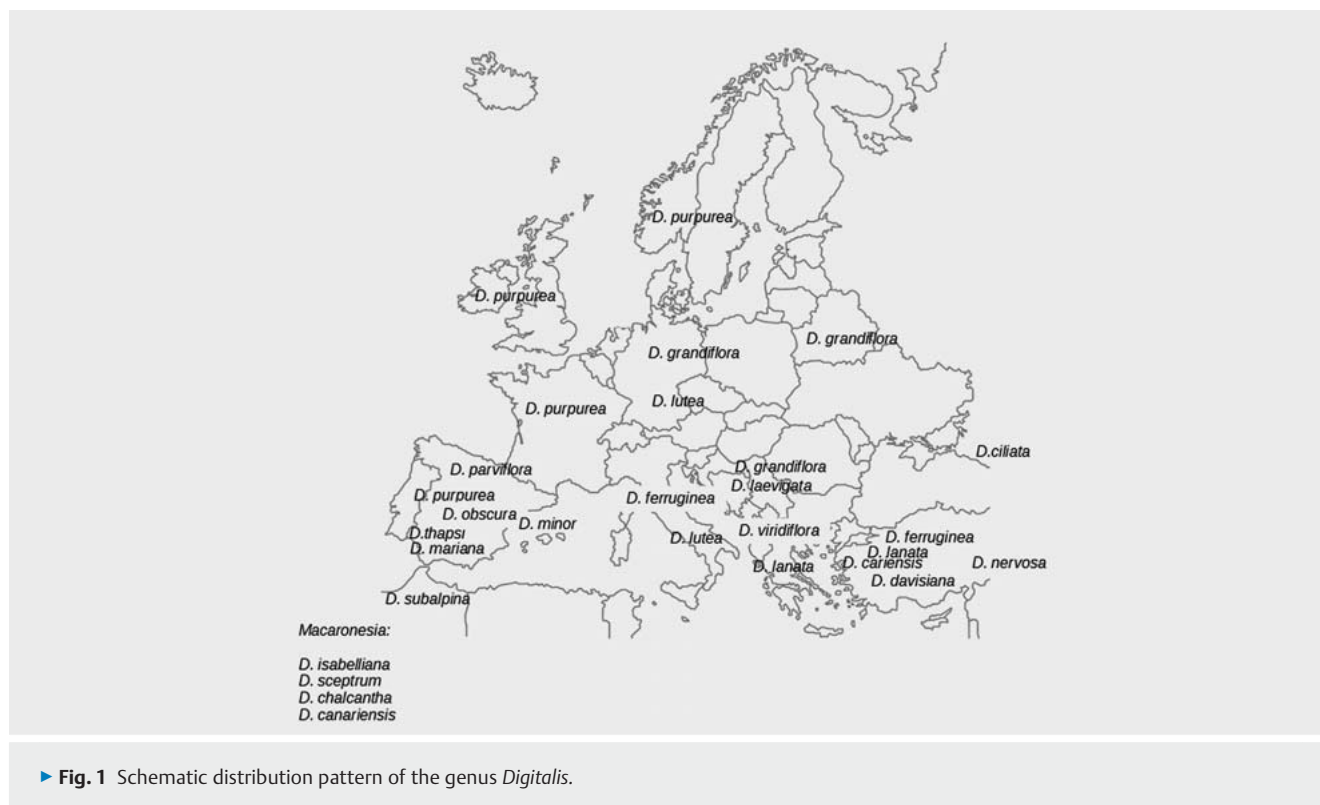 D. purpurea
D. purpurea
D. grandiflora
D. grandiflora
D. lutea
D. purpurea
D.ciliata
D. parviflora
D. grandiflora
D. laevigata
D. purpurea
D. ferruginea
D. obscura
D. minor
D. viridiflora
D.thapsi
D. lutea
D. ferruginea
D. mariana
D. lanata
D. lanata
D. cariensis
D. nervosa
D. davisiana
D. subalpina
Macaronesia:
D. isabelliana
D. sceptrum
D. chalcantha
D. canariensis
▶ Fig. 1 Schematic distribution pattern of the genus Digitalis.